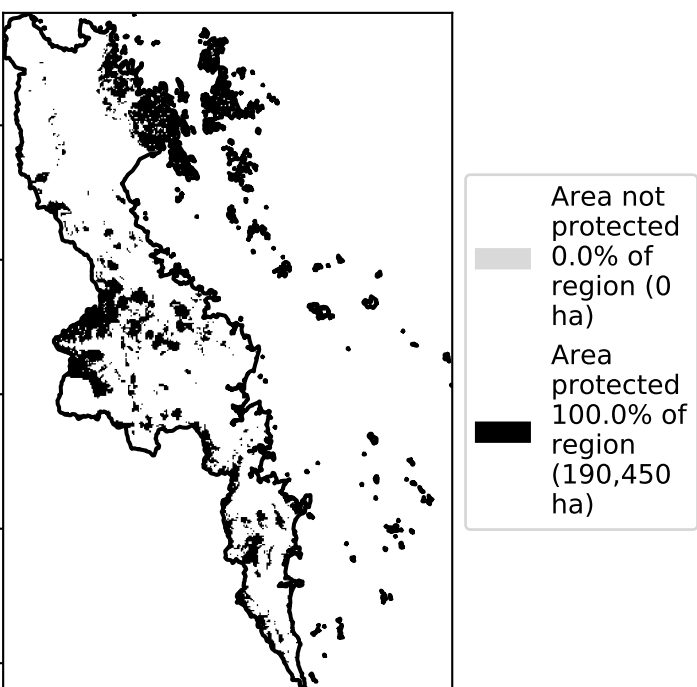 Area not
protected
0.0% of
region (0
ha)
Area
protected
100.0% of
region
(190,450
ha)